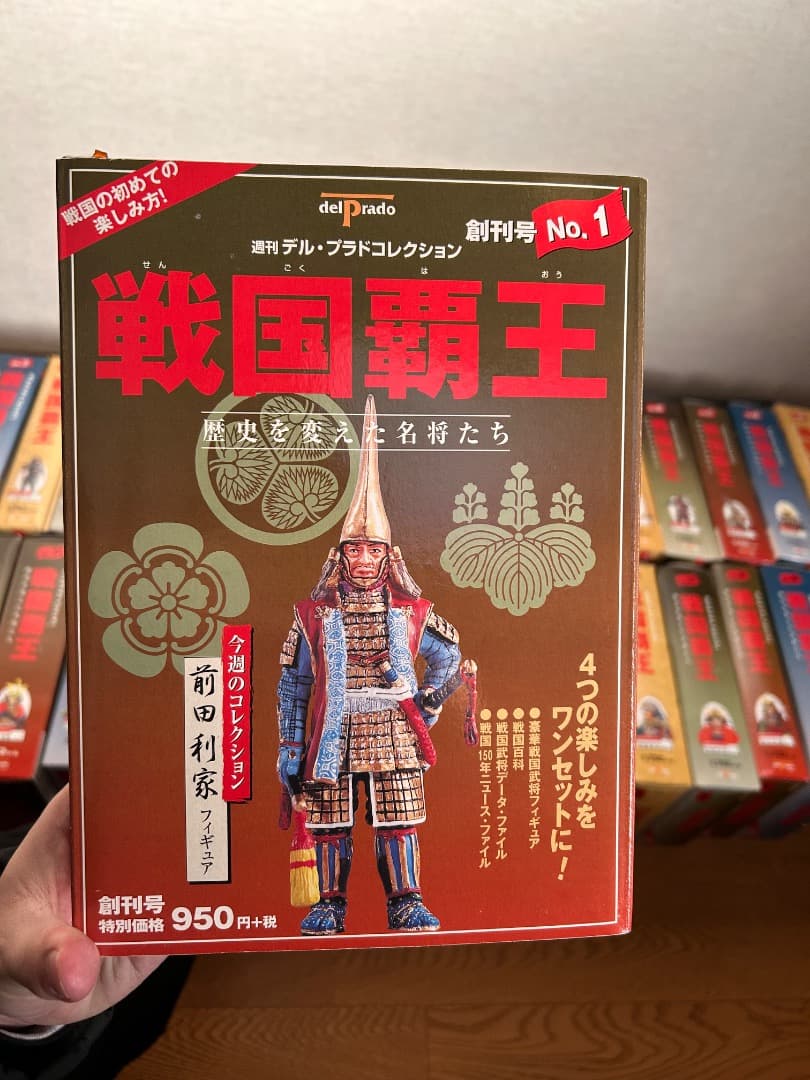 戦国の初めての
楽しみ方!
del Prado
創刊号 No.1
週刊 デル・プラドコレクション
せん ごく は おう
戦国覇王
歴史を変えた名将たち
今週のコレクション
前田利家 フィギュア
4つの楽しみを
ワンセットに!
●豪華戦国武将フィギュア
●戦国百科
●戦国武将データ・ファイル
●戦国150年ニュース・ファイル
創刊号
特別価格 950円+税